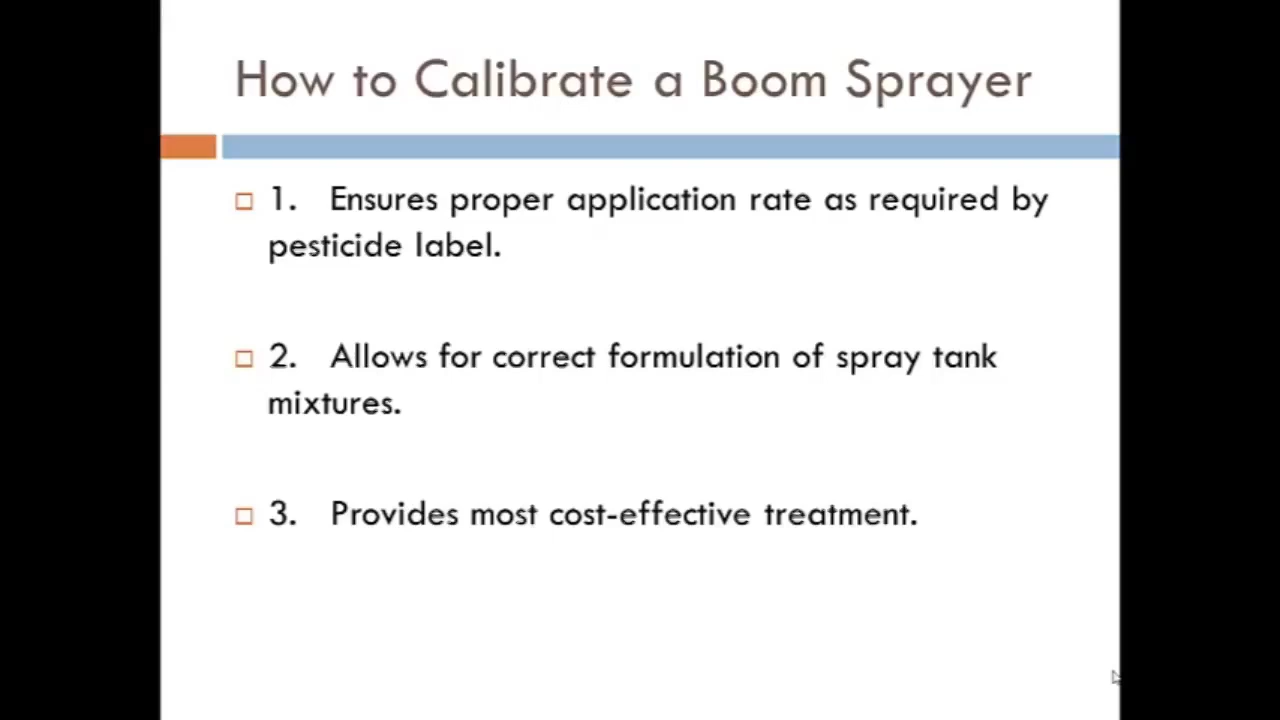 How to Calibrate a Boom Sprayer
1. Ensures proper application rate as required by
pesticide label.
2. Allows for correct formulation of spray tank
mixtures.
3. Provides most cost-effective treatment.